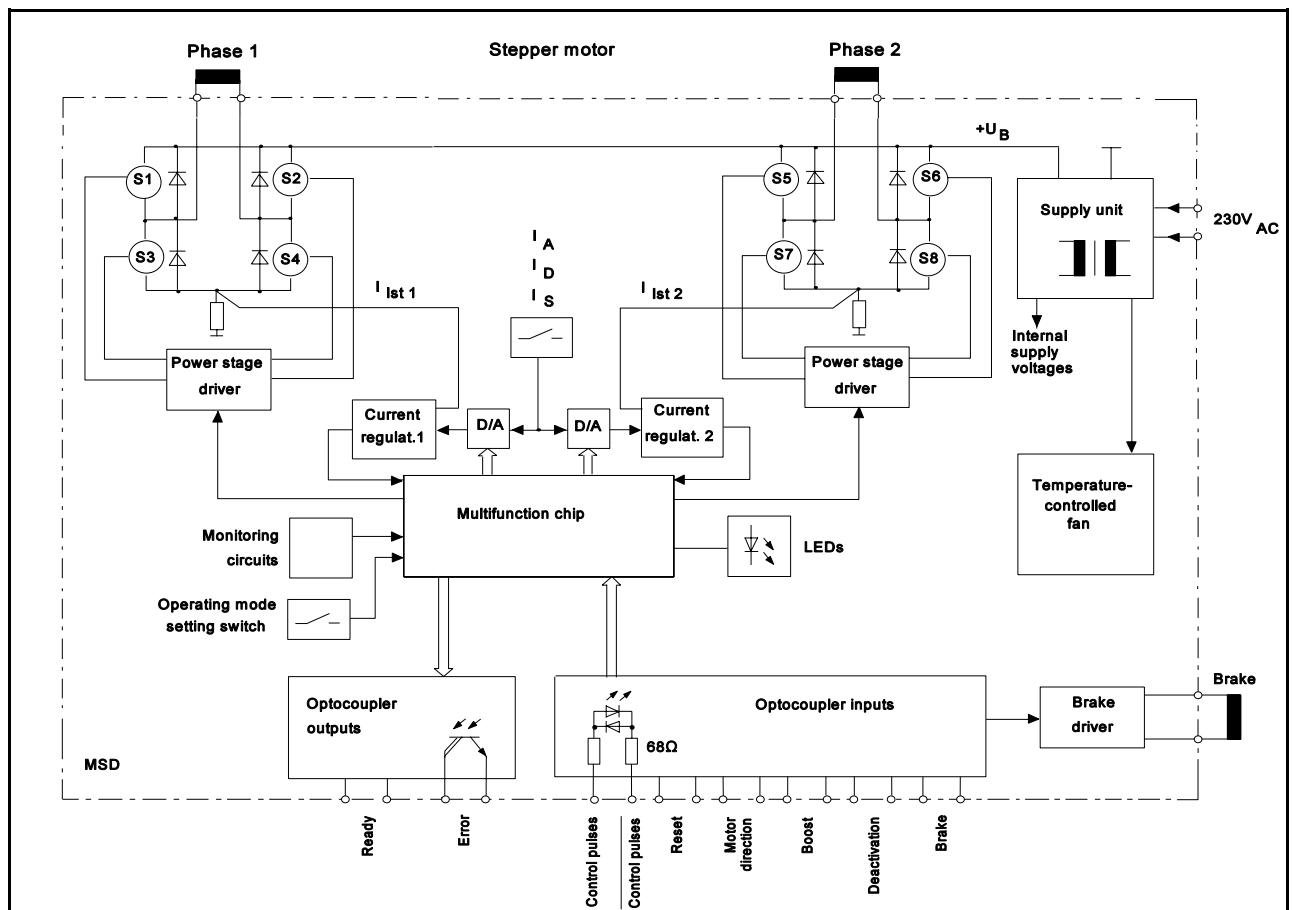 Phase 1
Stepper motor
Phase 2
+U B
S1
S2
S5
S6
Supply unit
230V AC
S3
S4
I A
I D
I S
S7
S8
I Ist 1
I Ist 2
Internal
supply
voltages
Power stage
driver
Power stage
driver
Current
regulat.1
D/A
D/A
Current
regulat. 2
Temperature-
controlled
fan
Multifunction chip
Monitoring
circuits
LEDs
Operating mode
setting switch
Optocoupler
outputs
Optocoupler inputs
68Ω
Brake
driver
Brake
MSD
Ready
Error
Control pulses
Control pulses
Reset
Motor
direction
Boost
Deactivation
Brake